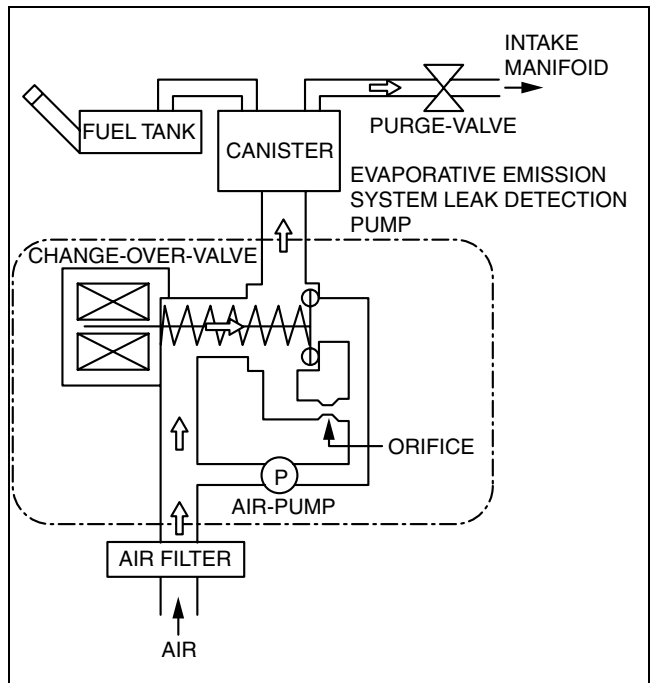 INTAKE
MANIFOID
FUEL TANK
PURGE-VALVE
CANISTER
EVAPORATIVE EMISSION
SYSTEM LEAK DETECTION
PUMP
CHANGE-OVER-VALVE
ORIFICE
P
AIR-PUMP
AIR FILTER
AIR